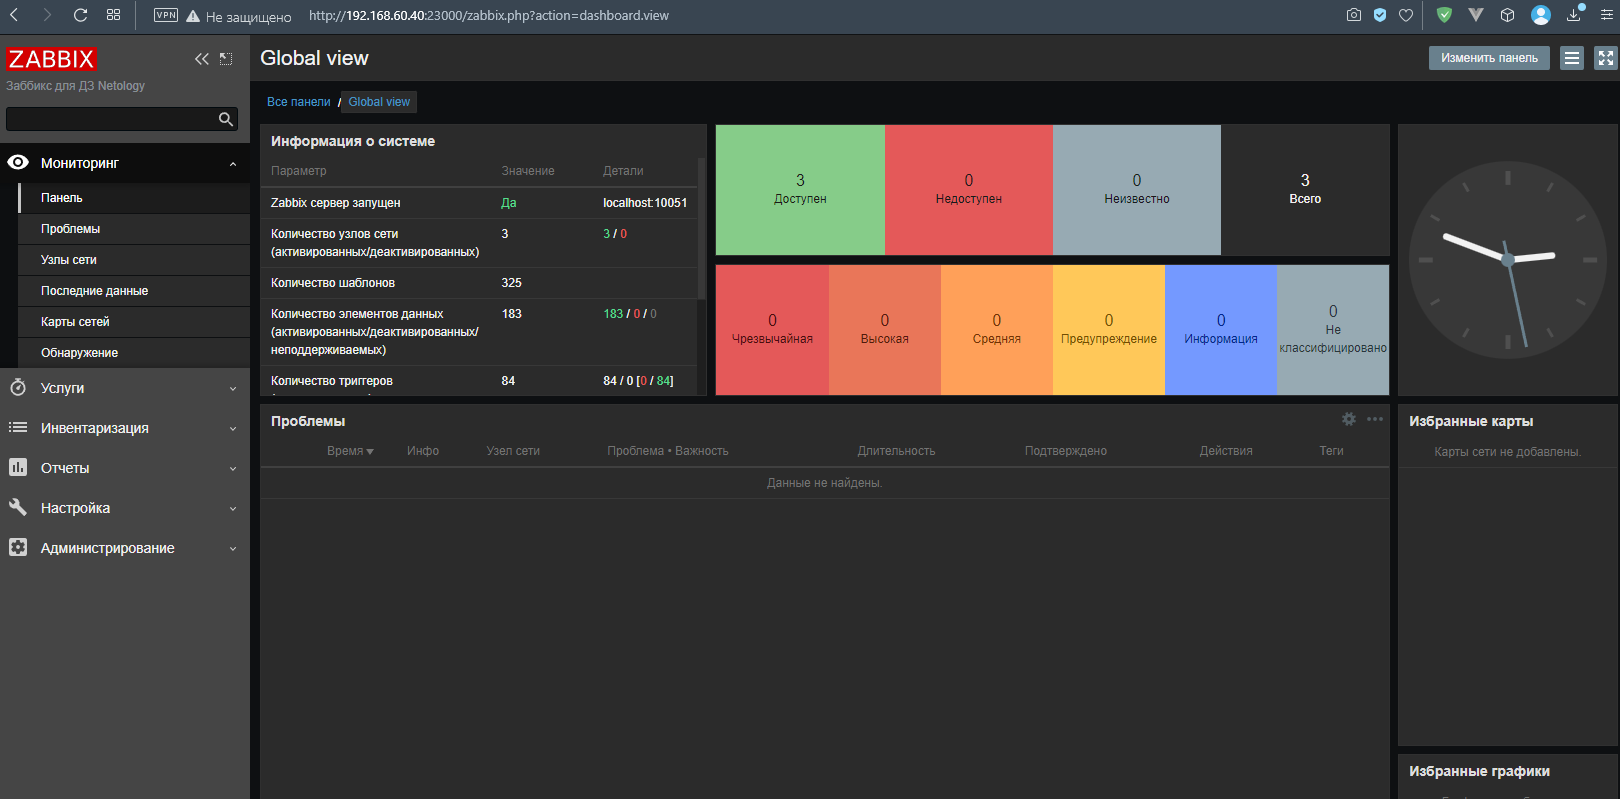 VPN
Не защищено
http://192.168.60.40:23000/zabbix.php?action=dashboard.view
ZABBIX
Заббикс для ДЗ Netology
Мониторинг
Панель
Проблемы
Узлы сети
Последние данные
Карты сетей
Обнаружение
Услуги
Инвентаризация
Отчеты
Настройка
Администрирование
Global view
Изменить панель
Все панели / Global view
Информация о системе
Параметр Значение Детали
Zabbix сервер запущен Да localhost:10051
Количество узлов сети 3 3 / 0
(активированных/деактивированных)
Количество шаблонов 325
Количество элементов данных 183 183 / 0 / 0
(активированных/деактивированных/
неподдерживаемых)
Количество триггеров 84 84 / 0 [0 / 84]
3
Доступен
0
Недоступен
0
Неизвестно
3
Всего
0
Чрезвычайная
0
Высокая
0
Средняя
0
Предупреждение
0
Информация
0
Не
классифицировано
Проблемы
Время Инфо Узел сети Проблема • Важность Длительность Подтверждено Действия Теги
Данные не найдены.
Избранные карты
Карты сети не добавлены.
Избранные графики